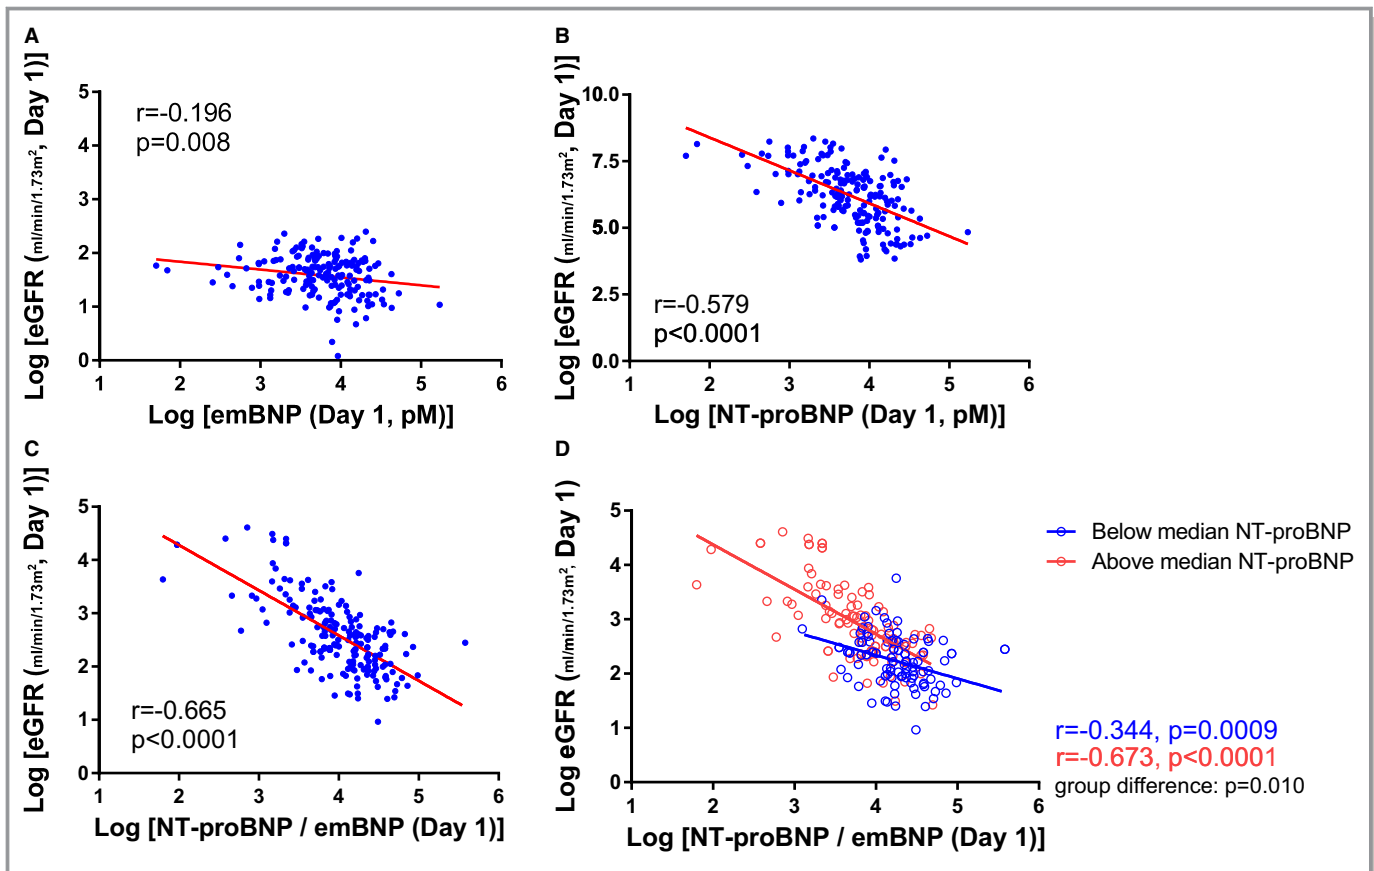 A
Log [eGFR (ml/min/1.73m², Day 1)]
5
4
3
2
1
0
r=-0.196
p=0.008
1 2 3 4 5 6
Log [emBNP (Day 1, pM)]
B
Log [eGFR (ml/min/1.73m², Day 1)]
10.0
7.5
5.0
2.5
0.0
r=-0.579
p<0.0001
1 2 3 4 5 6
Log [NT-proBNP (Day 1, pM)]
C
Log [eGFR (ml/min/1.73m², Day 1)]
5
4
3
2
1
0
r=-0.665
p<0.0001
1 2 3 4 5 6
Log [NT-proBNP / emBNP (Day 1)]
D
Log eGFR (ml/min/1.73m², Day 1)
5
4
3
2
1
0
1 2 3 4 5 6
Log [NT-proBNP / emBNP (Day 1)]
Below median NT-proBNP
Above median NT-proBNP
r=-0.344, p=0.0009
r=-0.673, p<0.0001
group difference: p=0.010